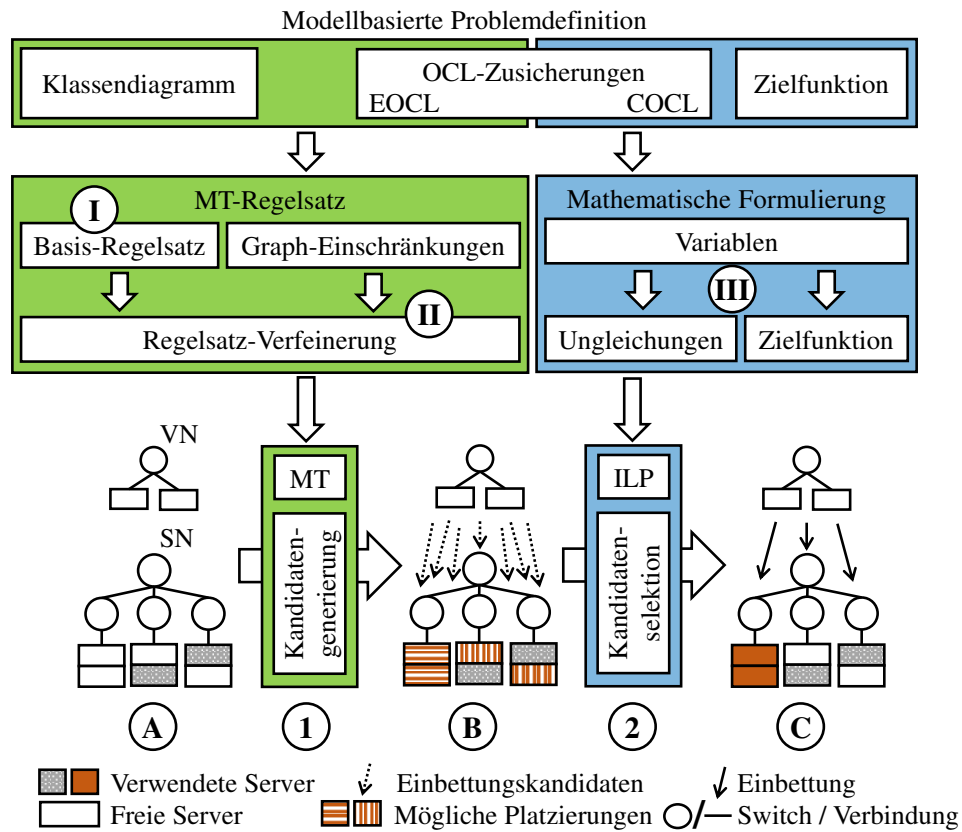 Modellbasierte Problemdefinition
Klassendiagramm
OCL-Zusicherungen
EOCL
COCL
Zielfunktion
MT-Regelsatz
I
Basis-Regelsatz
Graph-Einschränkungen
II
Regelsatz-Verfeinerung
Mathematische Formulierung
Variablen
III
Ungleichungen
Zielfunktion
VN
SN
MT
Kandidaten-
generierung
ILP
Kandidaten-
selektion
A
1
B
2
C
Verwendete Server
Freie Server
Einbettungskandidaten
Mögliche Platzierungen
Einbettung
/
Switch / Verbindung